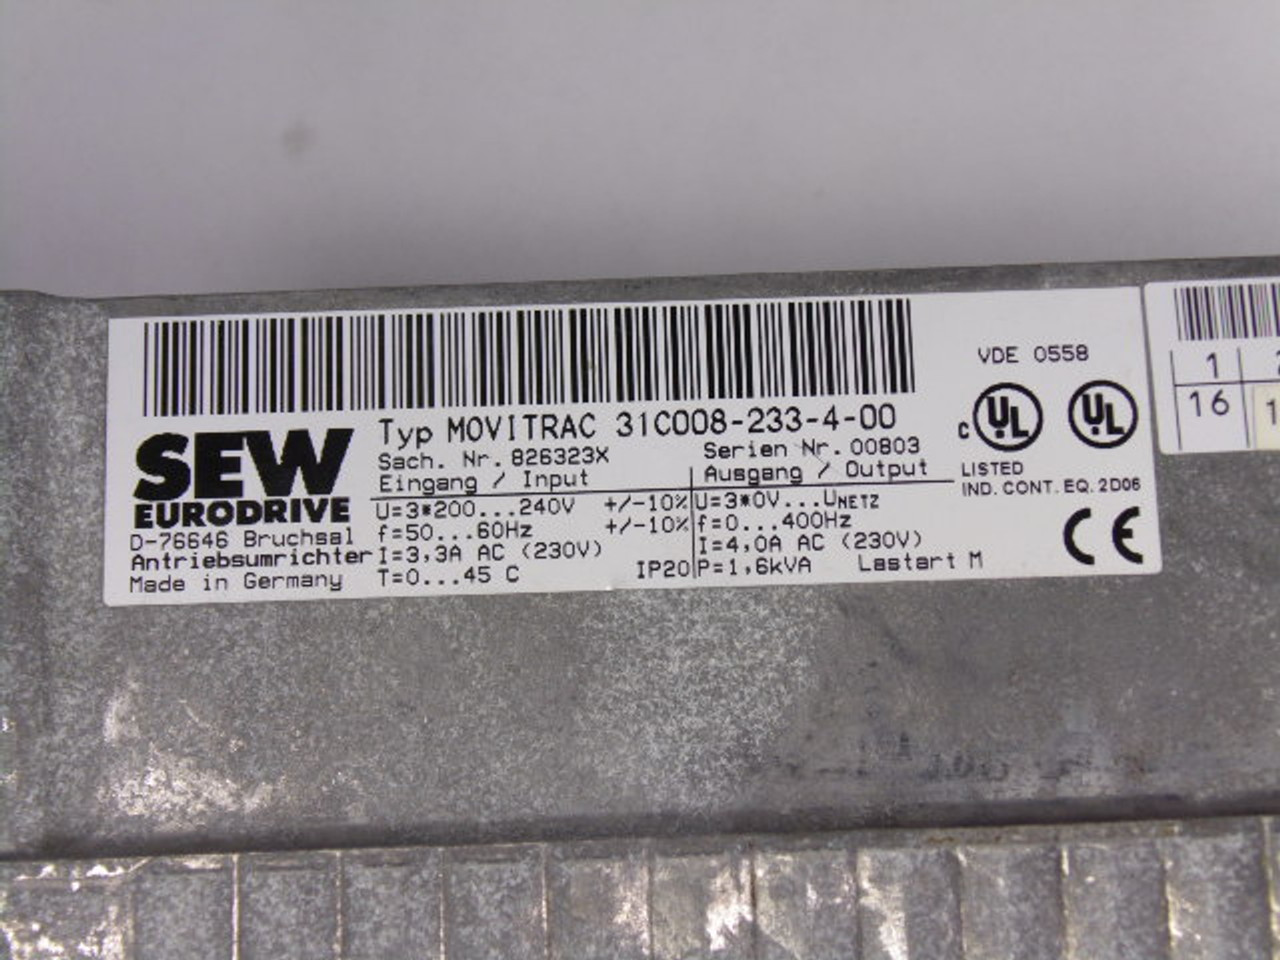 VDE 0558
Typ MOVITRAC 31C008-233-4-00
Sach. Nr. 826323X Serien Nr. 00803
Eingang / Input Ausgang / Output
U=3*200...240V +/-10% U=3*0V...UNETZ
f=50...60Hz +/-10% f=0...400Hz
I=3,3A AC (230V) I=4,0A AC (230V)
T=0...45 C IP20 P=1,6kVA Lastart M
SEW
EURODRIVE
D-76646 Bruchsal
Antriebsumrichter
Made in Germany
c UL UL
LISTED
IND. CONT. EQ. 2D06
CE
1
16